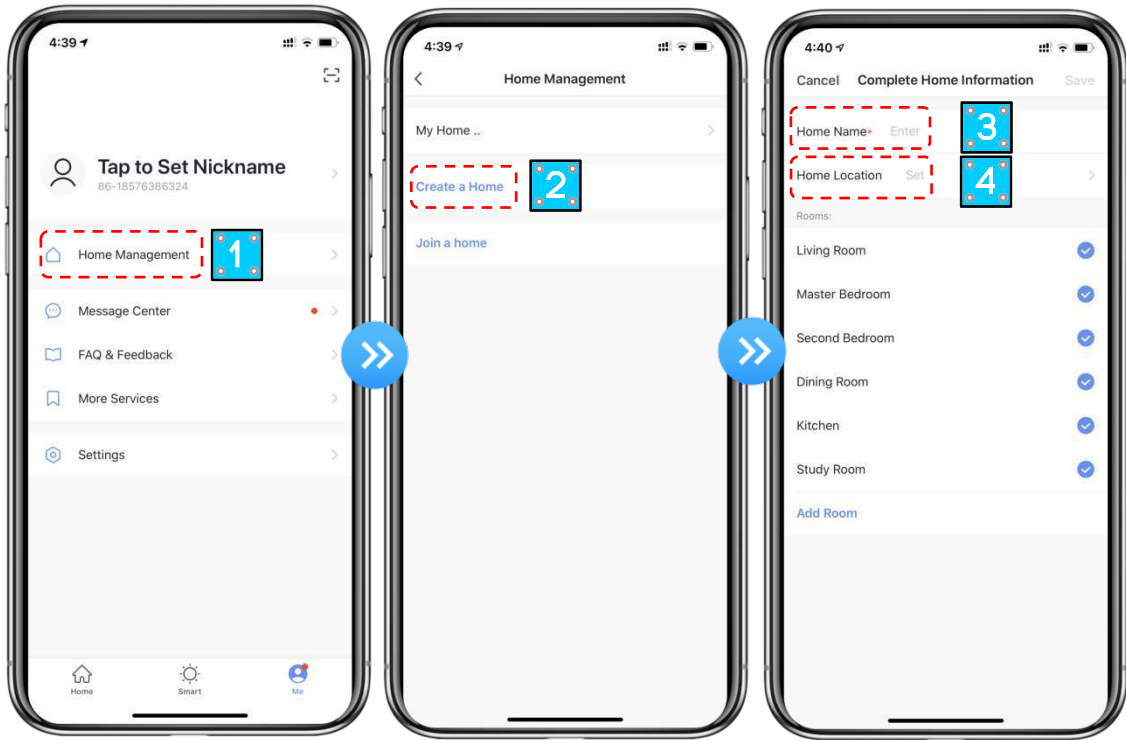 4:39
Tap to Set Nickname
86-18576386324
Home Management
1
Message Center
FAQ & Feedback
More Services
Settings
Home
Smart
Me
4:39
Home Management
My Home ..
Create a Home
2
Join a home
4:40
Cancel Complete Home Information Save
Home Name* Enter
3
Home Location Set
4
Rooms:
Living Room
Master Bedroom
Second Bedroom
Dining Room
Kitchen
Study Room
Add Room